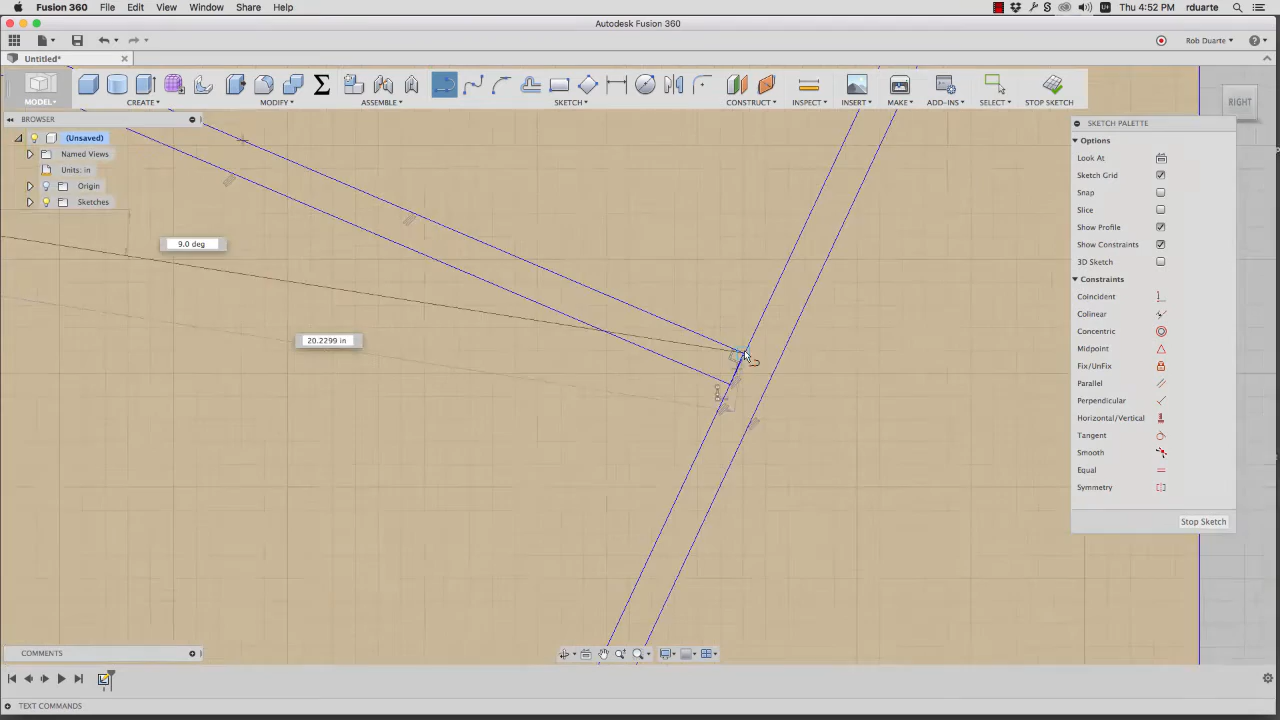 Fusion 360 File Edit View Window Share Help Thu 4:52 PM rduarte
Autodesk Fusion 360
Rob Duarte
Untitled*
MODEL CREATE MODIFY ASSEMBLE SKETCH CONSTRUCT INSPECT INSERT MAKE ADD-INS SELECT STOP SKETCH
RIGHT
BROWSER
(Unsaved)
Named Views
Units: in
Origin
Sketches
9.0 deg
20.2299 in
SKETCH PALETTE
Options
Look At
Sketch Grid
Snap
Slice
Show Profile
Show Constraints
3D Sketch
Constraints
Coincident
Colinear
Concentric
Midpoint
Fix/UnFix
Parallel
Perpendicular
Horizontal/Vertical
Tangent
Smooth
Equal
Symmetry
Stop Sketch
COMMENTS
TEXT COMMANDS